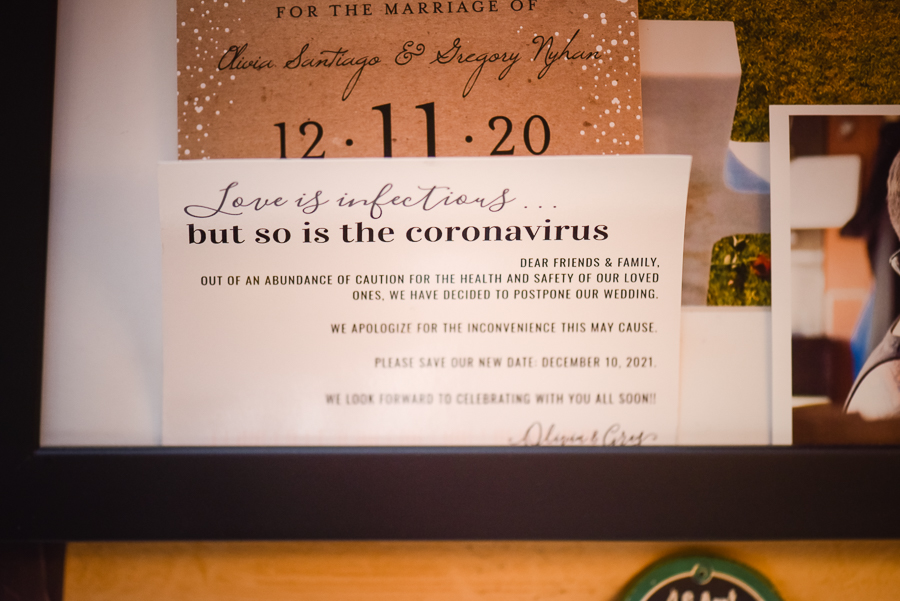 FOR THE MARRIAGE OF
Olivia Santiago & Gregory Nyhan
12 · 11 · 20
Love is infectious...
but so is the coronavirus
DEAR FRIENDS & FAMILY,
OUT OF AN ABUNDANCE OF CAUTION FOR THE HEALTH AND SAFETY OF OUR LOVED
ONES, WE HAVE DECIDED TO POSTPONE OUR WEDDING.
WE APOLOGIZE FOR THE INCONVENIENCE THIS MAY CAUSE.
PLEASE SAVE OUR NEW DATE: DECEMBER 10, 2021.
WE LOOK FORWARD TO CELEBRATING WITH YOU ALL SOON!!
Olivia & Greg